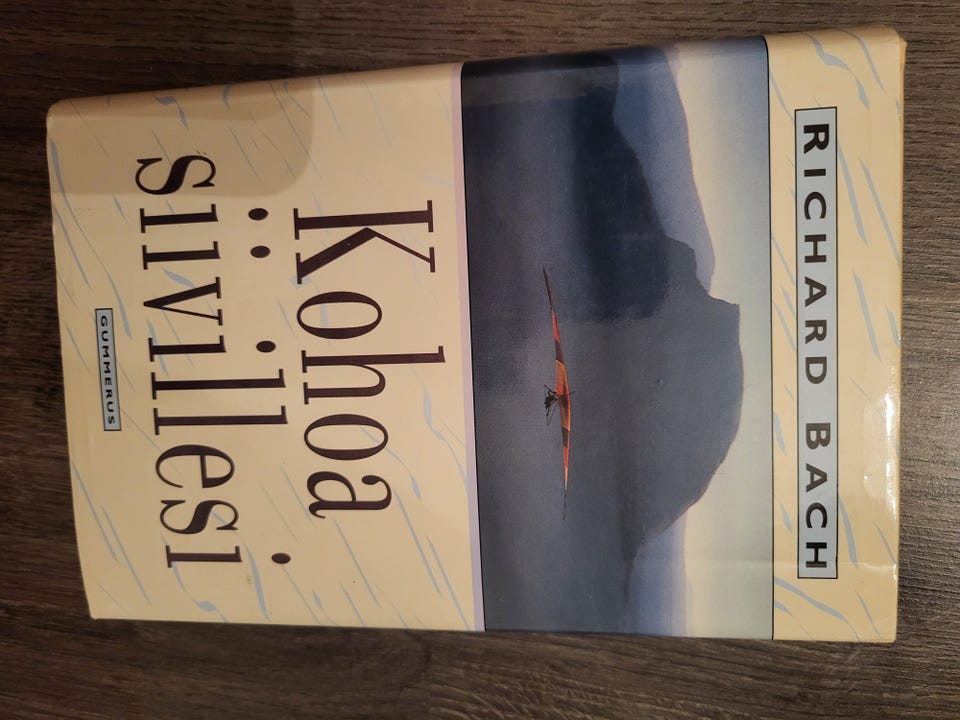 RICHARD BACH
Kohoa
siivillesi
GUMMERUS